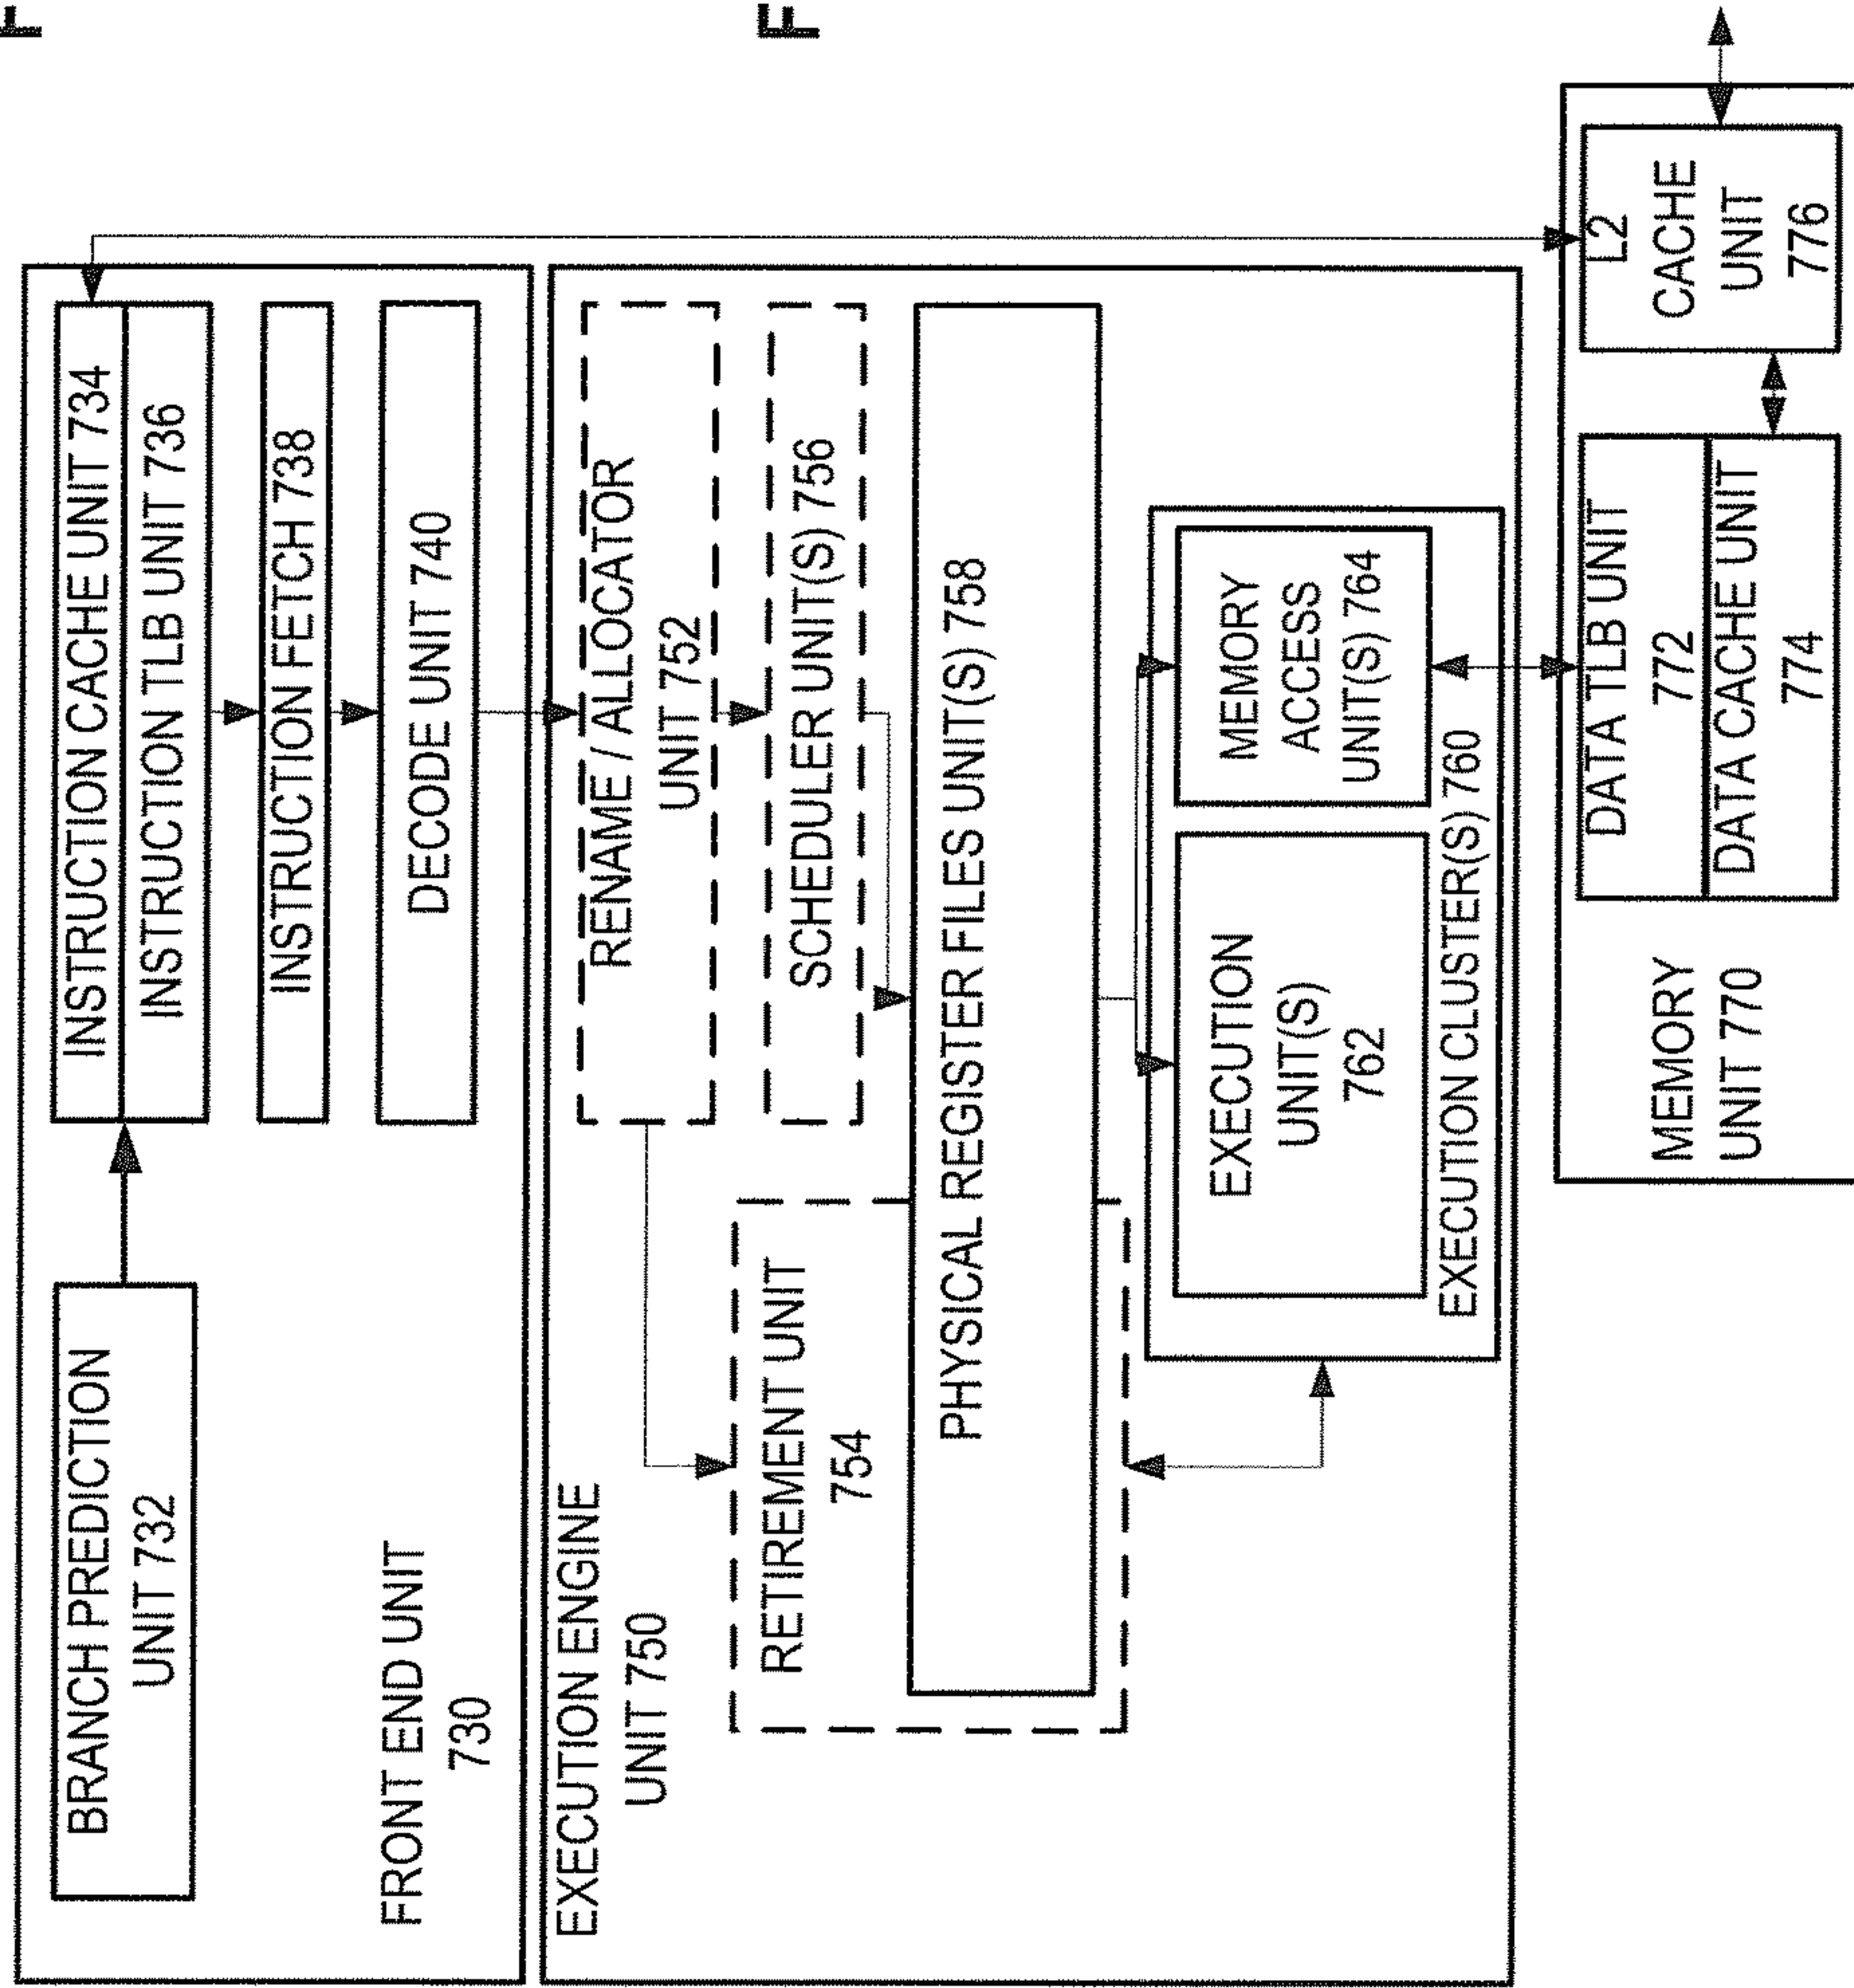 BRANCH PREDICTION
UNIT 732
INSTRUCTION CACHE UNIT 734
INSTRUCTION TLB UNIT 736
INSTRUCTION FETCH 738
DECODE UNIT 740
FRONT END UNIT
730
EXECUTION ENGINE
UNIT 750
RENAME / ALLOCATOR
UNIT 752
RETIREMENT UNIT
754
SCHEDULER UNIT(S) 756
PHYSICAL REGISTER FILES UNIT(S) 758
EXECUTION
UNIT(S)
762
MEMORY
ACCESS
UNIT(S) 764
EXECUTION CLUSTER(S) 760
MEMORY
UNIT 770
DATA TLB UNIT
772
DATA CACHE UNIT
774
L2
CACHE
UNIT
776